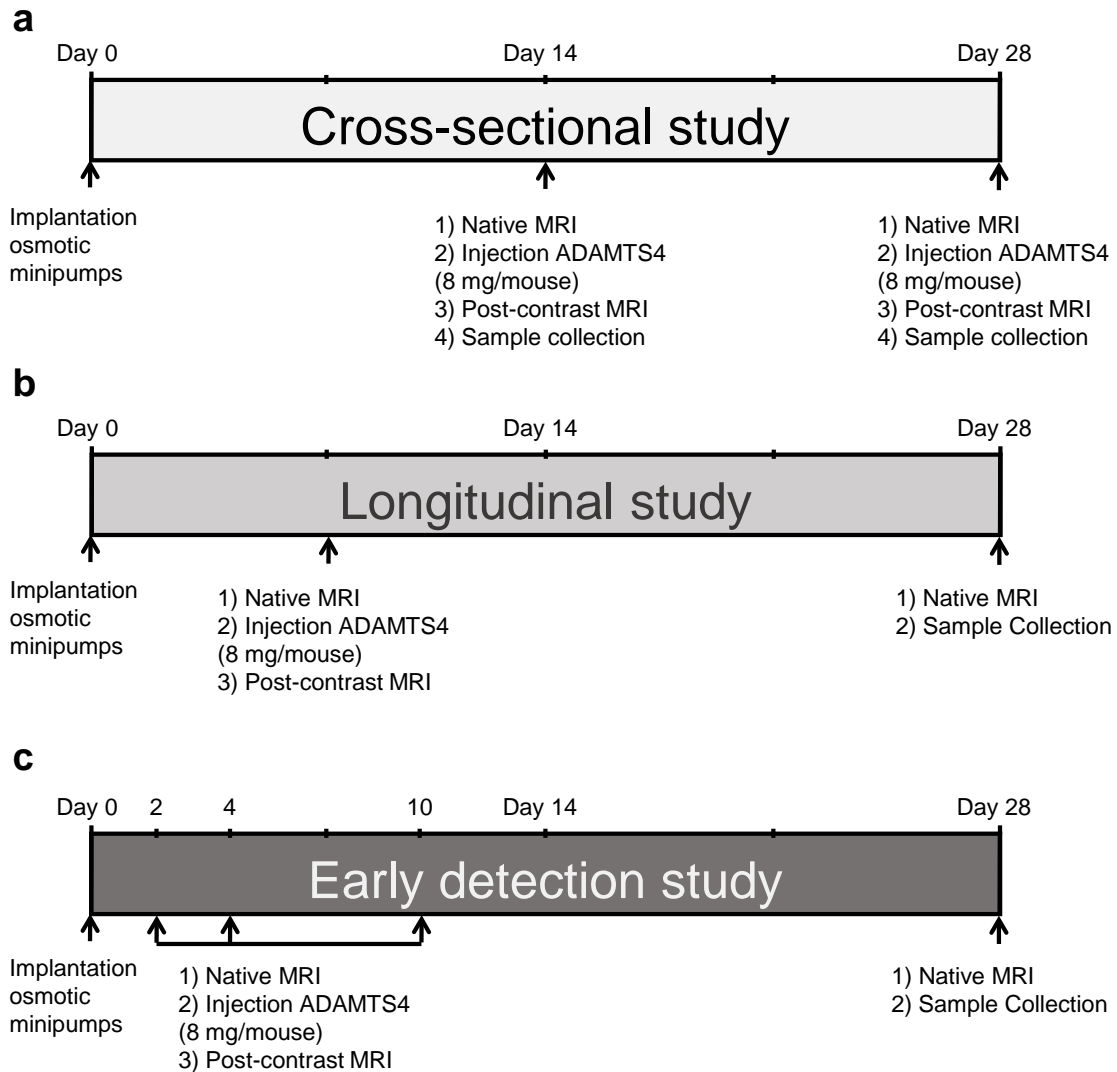 a
Day 0 Day 14 Day 28
Cross-sectional study
Implantation
osmotic
minipumps
1) Native MRI
2) Injection ADAMTS4
(8 mg/mouse)
3) Post-contrast MRI
4) Sample collection
1) Native MRI
2) Injection ADAMTS4
(8 mg/mouse)
3) Post-contrast MRI
4) Sample collection
b
Day 0 Day 14 Day 28
Longitudinal study
Implantation
osmotic
minipumps
1) Native MRI
2) Injection ADAMTS4
(8 mg/mouse)
3) Post-contrast MRI
1) Native MRI
2) Sample Collection
c
Day 0 2 4 10 Day 14 Day 28
Early detection study
Implantation
osmotic
minipumps
1) Native MRI
2) Injection ADAMTS4
(8 mg/mouse)
3) Post-contrast MRI
1) Native MRI
2) Sample Collection